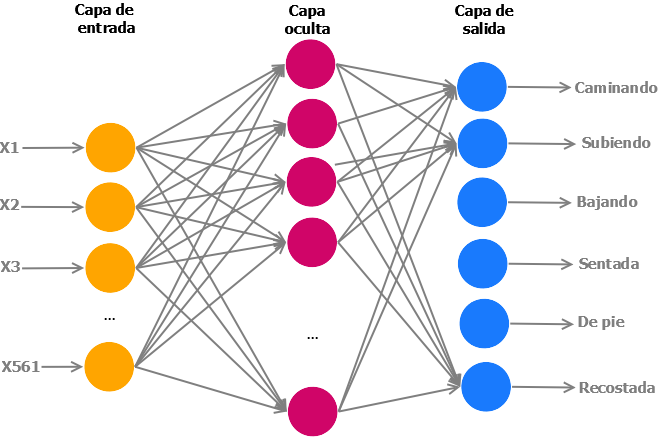 Capa de
entrada
Capa
oculta
Capa de
salida
X1
X2
X3
...
X561
...
Caminando
Subiendo
Bajando
Sentada
De pie
Recostada